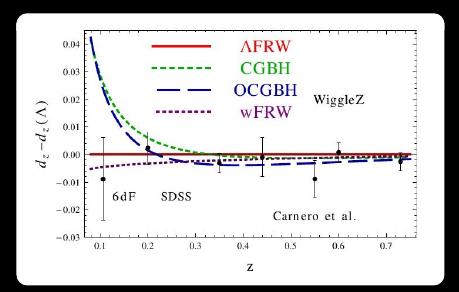 0.04
0.03
0.02
0.01
0.00
−0.01
−0.02
−0.03
d_z − d_z(Λ)
ΛFRW
CGBH
OCGBH
wFRW
WiggleZ
6dF
SDSS
Carnero et al.
0.1 0.2 0.3 0.4 0.5 0.6 0.7
z